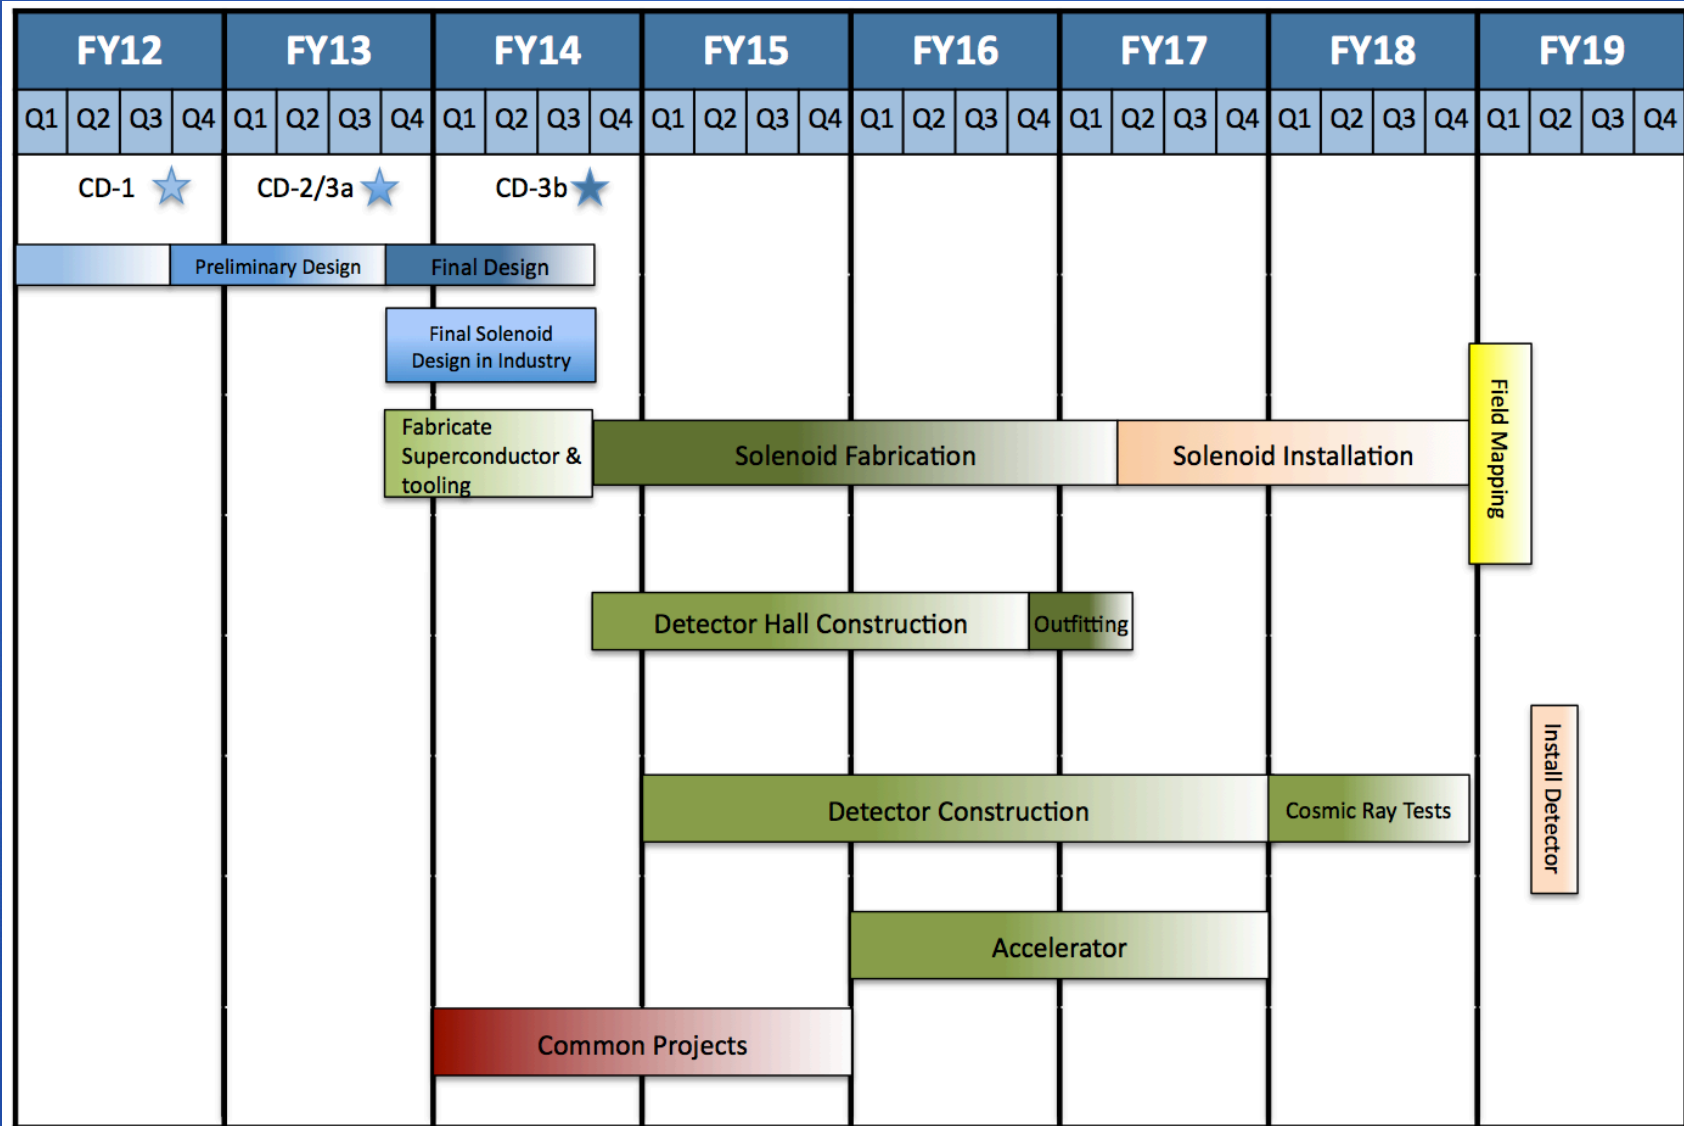 FY12 FY13 FY14 FY15 FY16 FY17 FY18 FY19
Q1 Q2 Q3 Q4 Q1 Q2 Q3 Q4 Q1 Q2 Q3 Q4 Q1 Q2 Q3 Q4 Q1 Q2 Q3 Q4 Q1 Q2 Q3 Q4 Q1 Q2 Q3 Q4 Q1 Q2 Q3 Q4
CD-1 CD-2/3a CD-3b
Preliminary Design Final Design
Final Solenoid
Design in Industry
Fabricate
Superconductor &
tooling
Solenoid Fabrication
Solenoid Installation
Field Mapping
Detector Hall Construction
Outfitting
Install Detector
Detector Construction
Cosmic Ray Tests
Accelerator
Common Projects